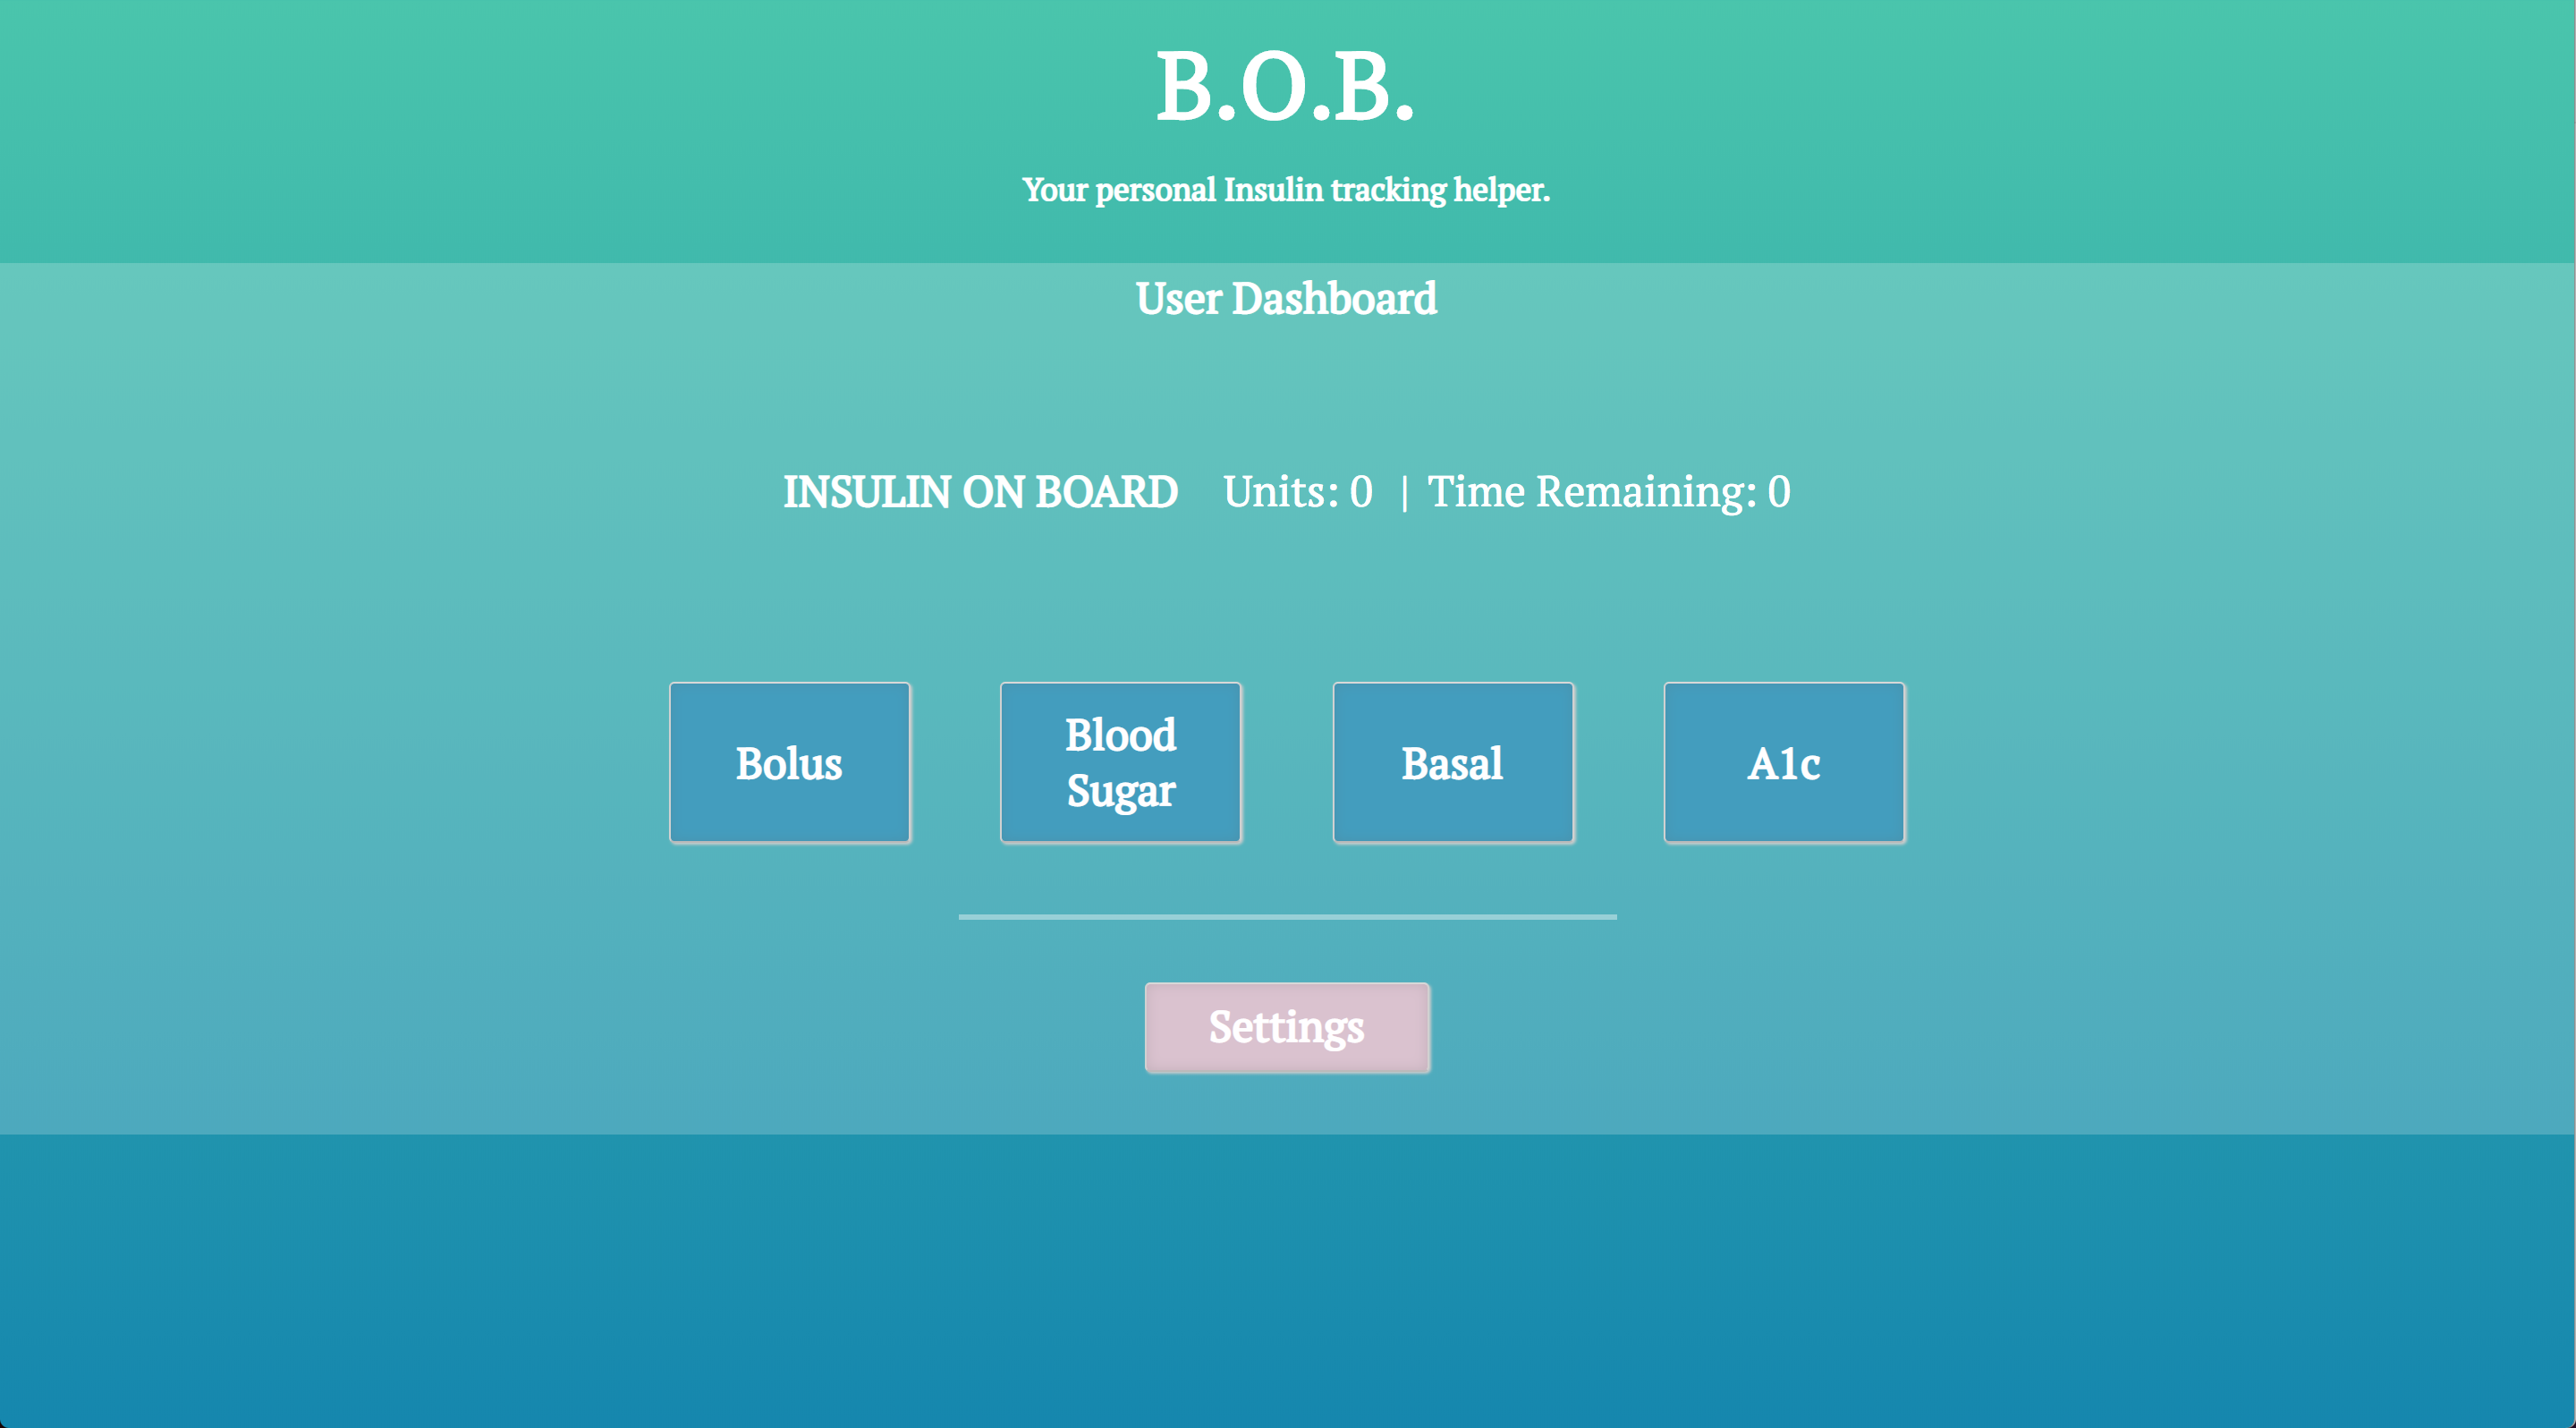 B.O.B.
Your personal Insulin tracking helper.
User Dashboard
INSULIN ON BOARD Units: 0 | Time Remaining: 0
Bolus
Blood
Sugar
Basal
A1c
Settings